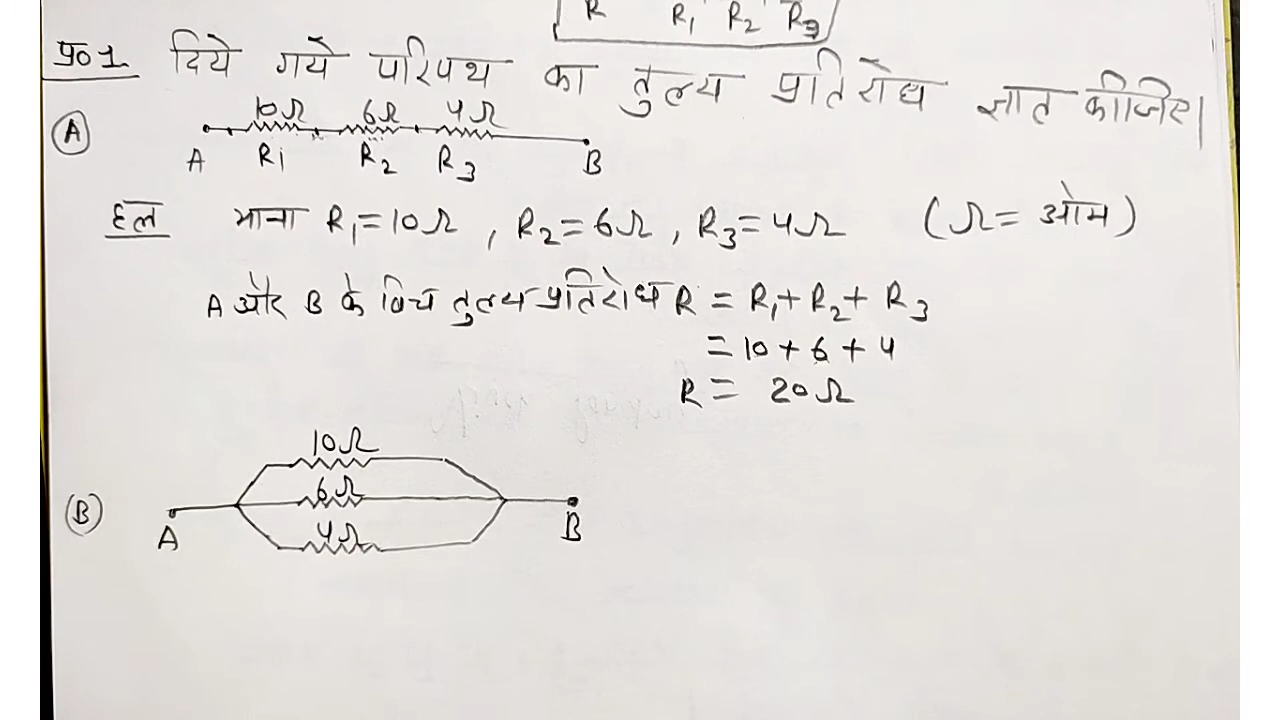 R R₁ R₂ R₃
प्र०1. दिये गये परिपथ का तुल्य प्रतिरोध ज्ञात कीजिए।
(A) 10Ω 6Ω 4Ω
A R₁ R₂ R₃ B
हल माना R₁=10Ω , R₂=6Ω , R₃=4Ω (Ω= ओम)
A और B के विच तुल्य प्रतिरोध R = R₁+R₂+R₃
=10+6+4
R= 20Ω
10Ω
6Ω
(B) A 4Ω B